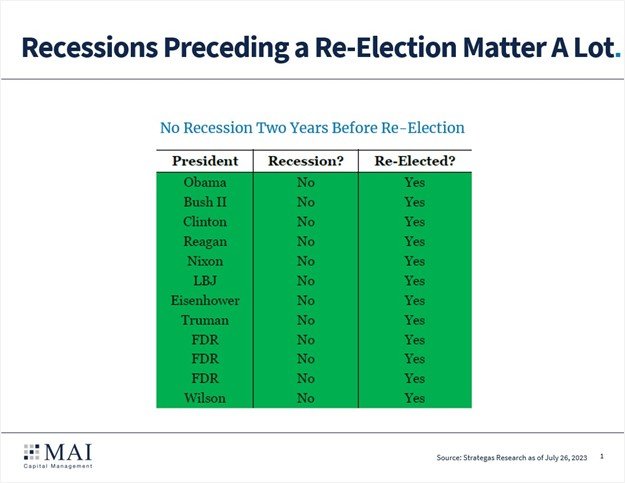 Recessions Preceding a Re-Election Matter A Lot.
No Recession Two Years Before Re-Election
President Recession? Re-Elected?
Obama No Yes
Bush II No Yes
Clinton No Yes
Reagan No Yes
Nixon No Yes
LBJ No Yes
Eisenhower No Yes
Truman No Yes
FDR No Yes
FDR No Yes
FDR No Yes
Wilson No Yes
MAI
Capital Management
Source: Strategas Research as of July 26, 2023 1